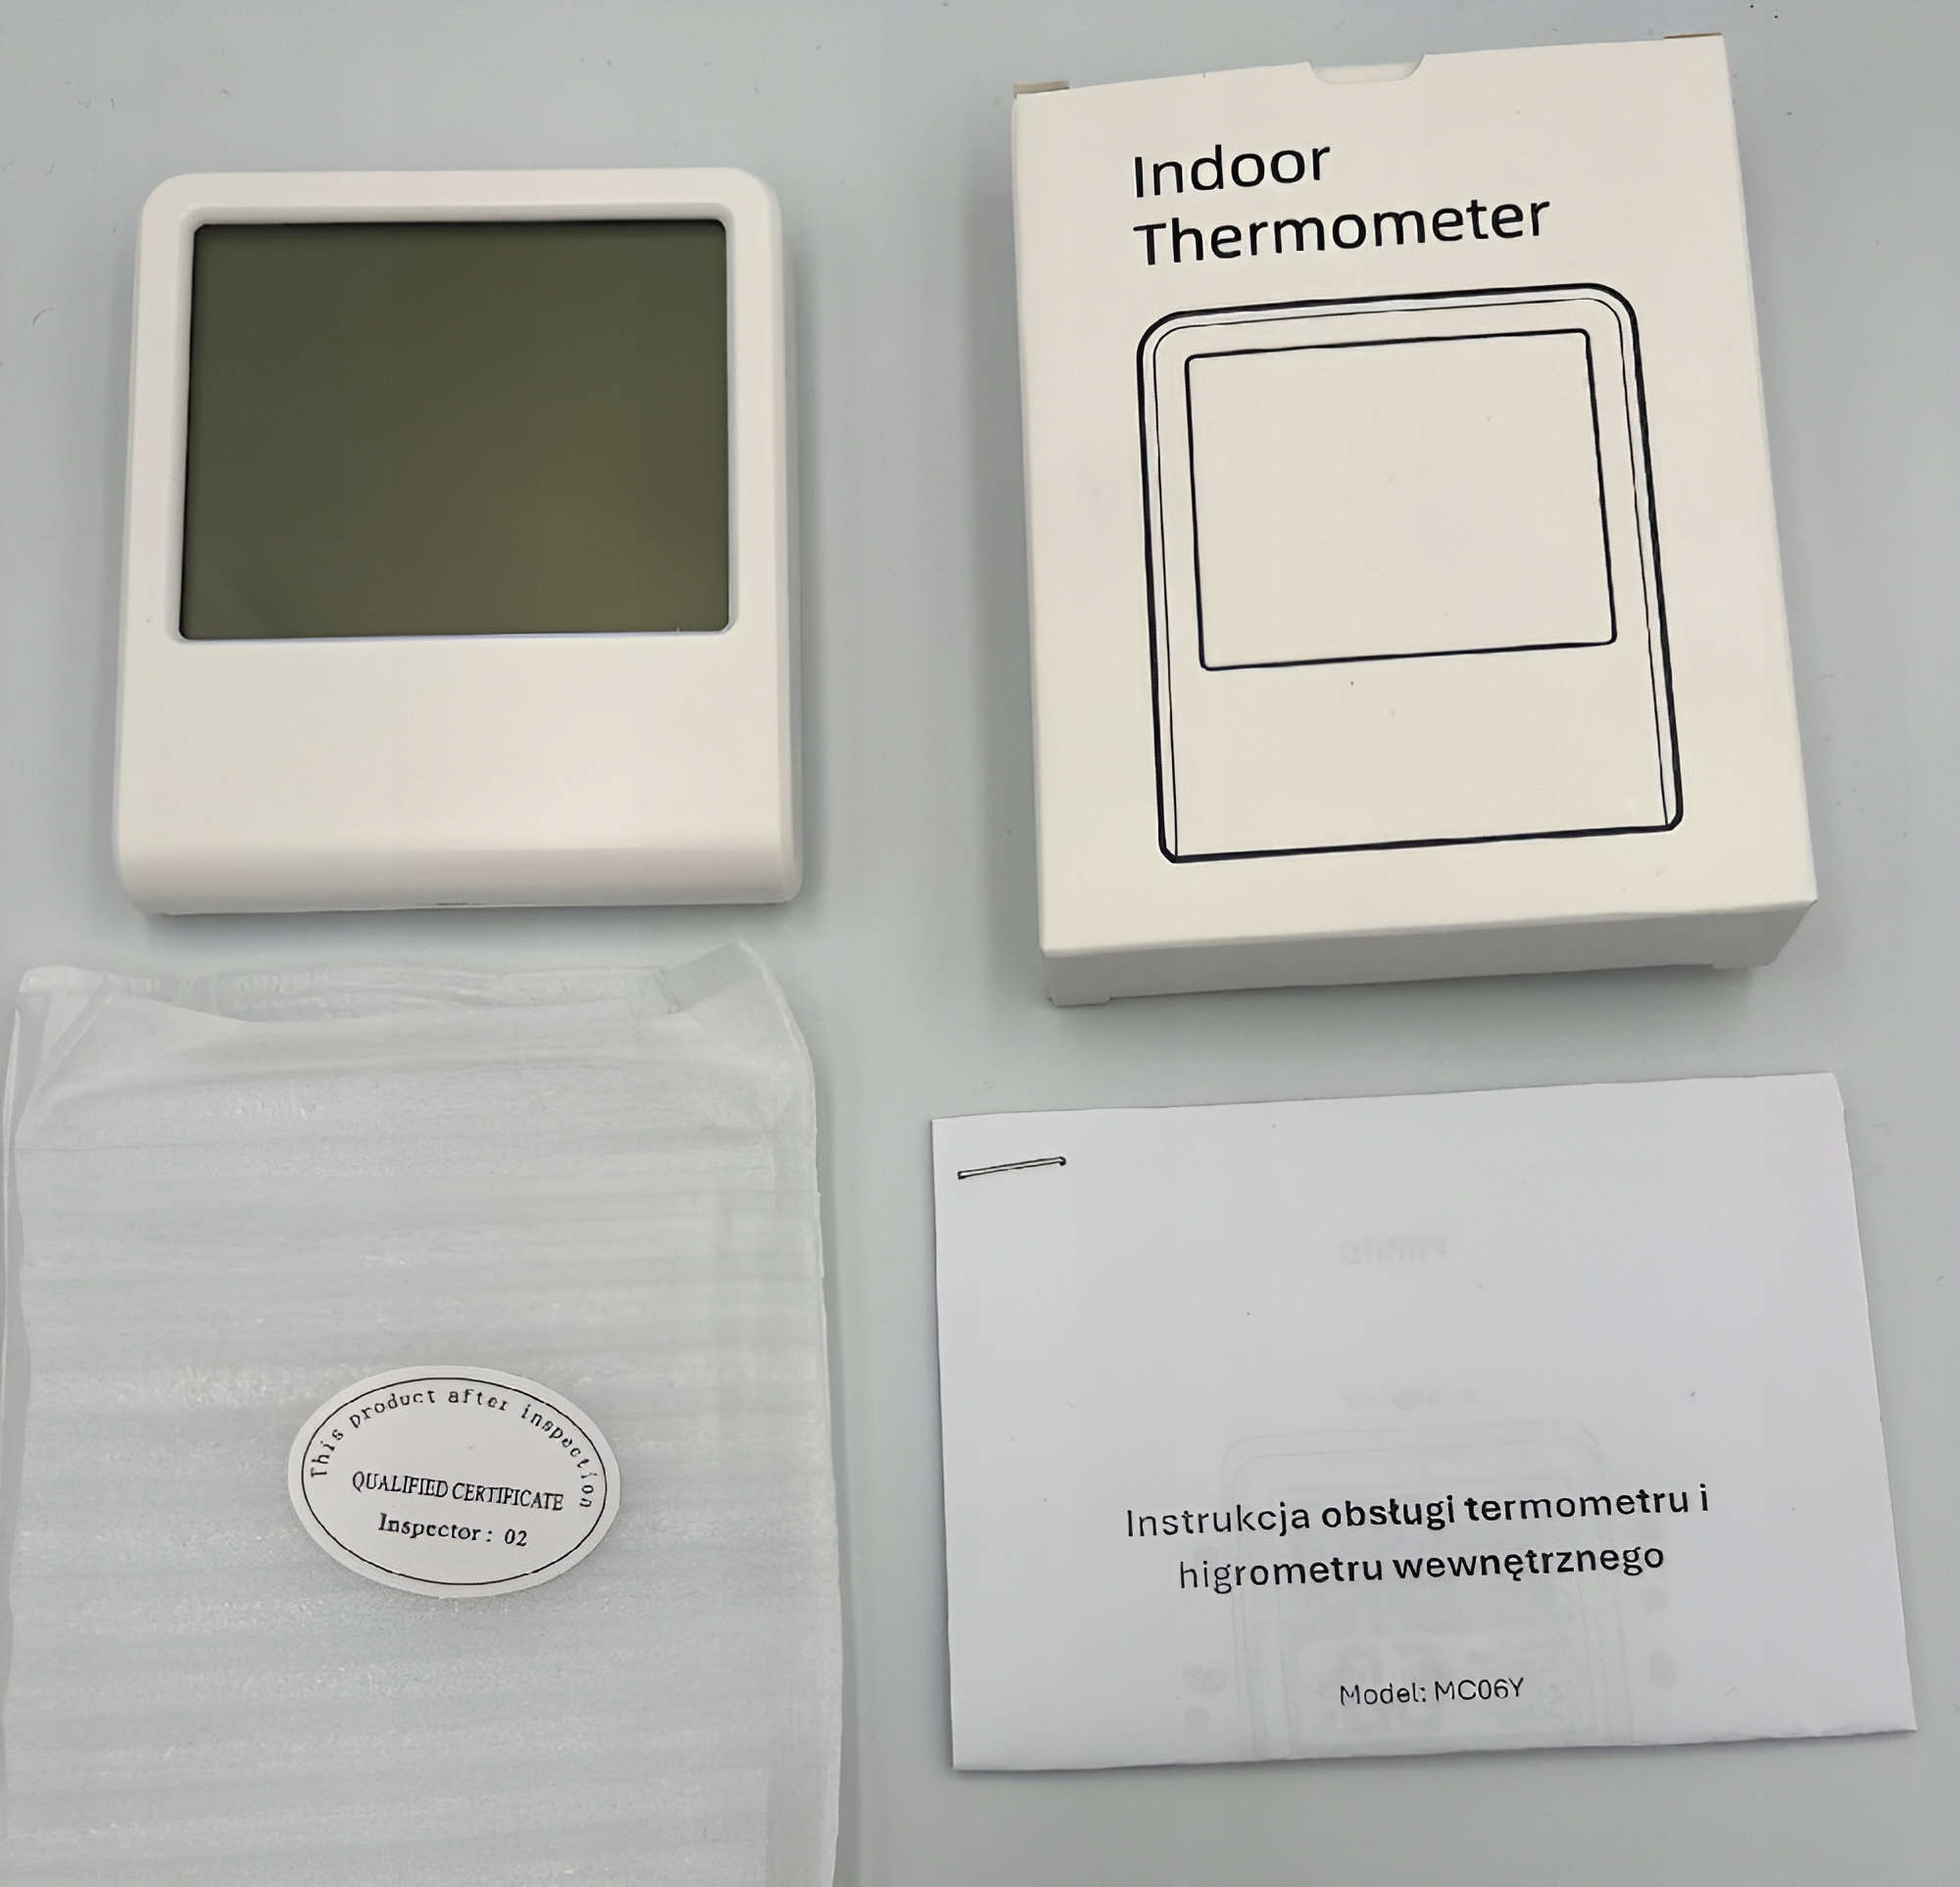 Indoor
Thermometer
This product after inspection
QUALIFIED CERTIFICATE
Inspector: 02
Instrukcja obsługi termometru i
higrometru wewnętrznego
Model: MC06Y